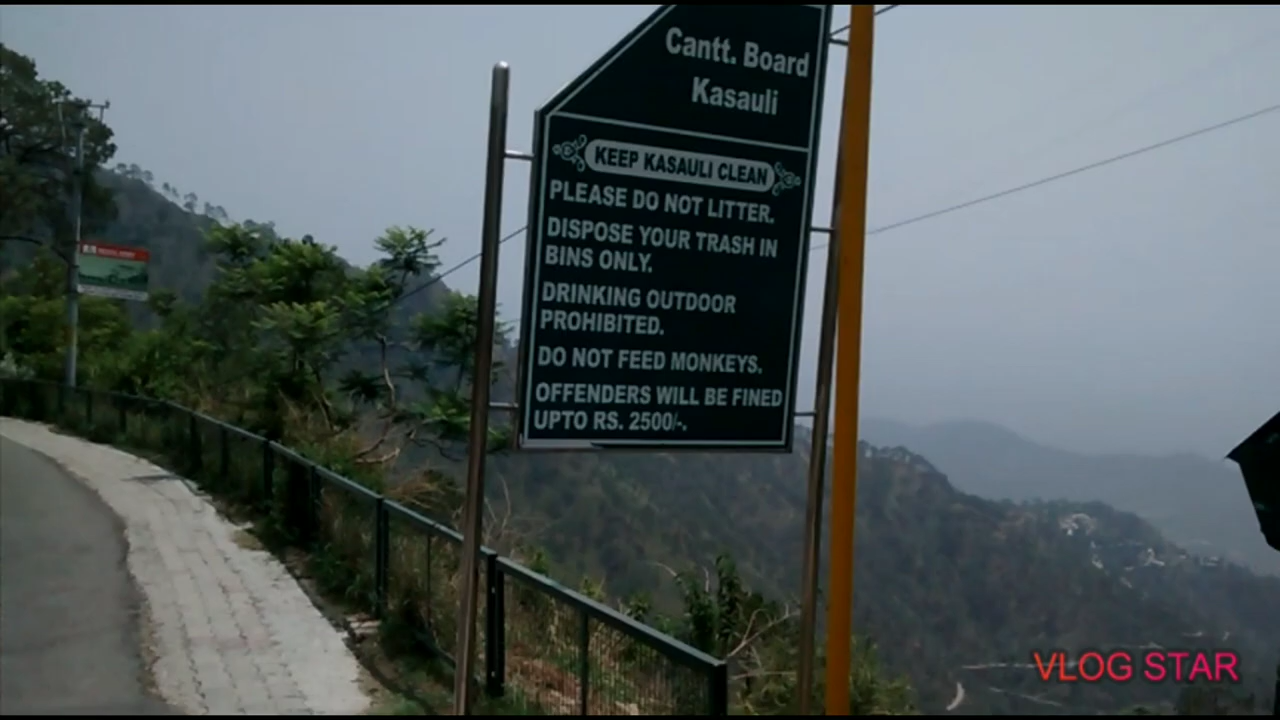 Cantt. Board
Kasauli
KEEP KASAULI CLEAN
PLEASE DO NOT LITTER.
DISPOSE YOUR TRASH IN
BINS ONLY.
DRINKING OUTDOOR
PROHIBITED.
DO NOT FEED MONKEYS.
OFFENDERS WILL BE FINED
UPTO RS. 2500/-.
VLOG STAR